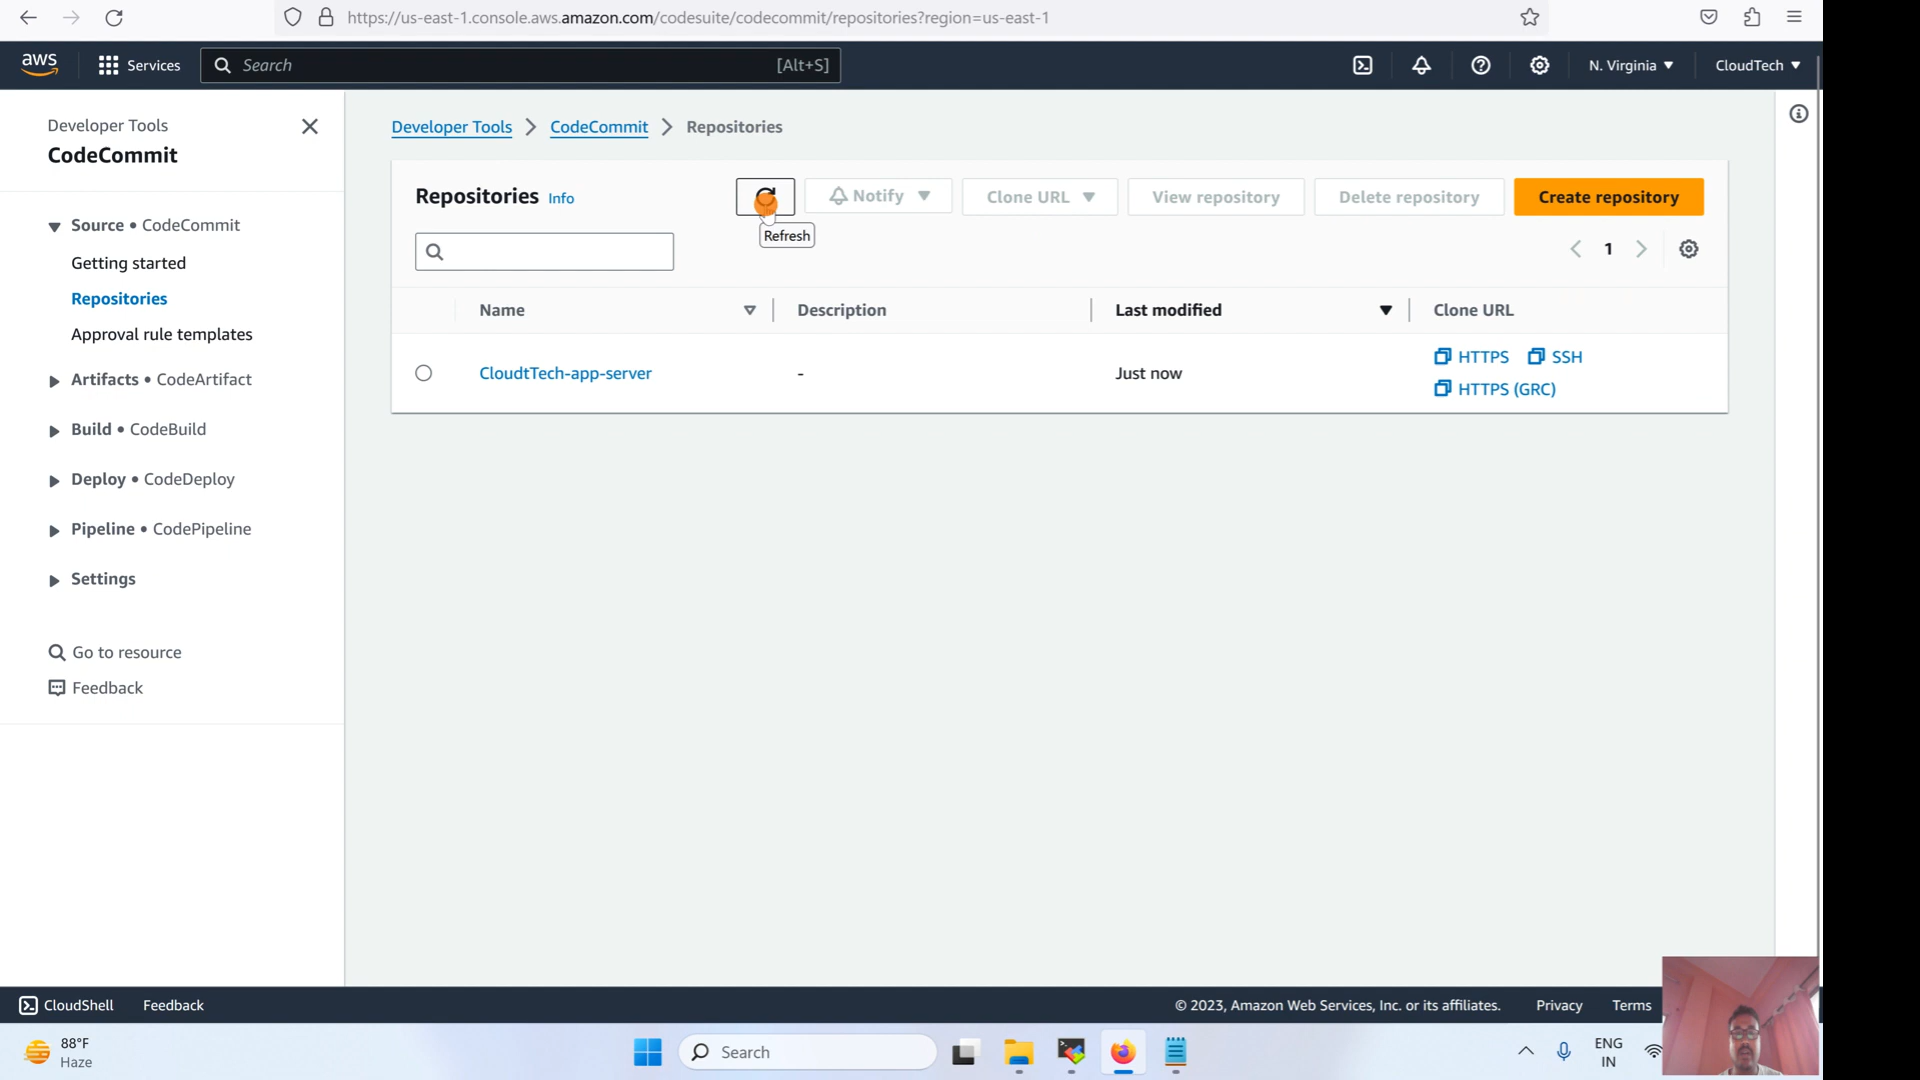 https://us-east-1.console.aws.amazon.com/codesuite/codecommit/repositories?region=us-east-1
aws
Services
Search
[Alt+S]
N. Virginia
CloudTech
Developer Tools
CodeCommit
Source • CodeCommit
Getting started
Repositories
Approval rule templates
Artifacts • CodeArtifact
Build • CodeBuild
Deploy • CodeDeploy
Pipeline • CodePipeline
Settings
Go to resource
Feedback
Developer Tools
CodeCommit
Repositories
Repositories Info
Notify
Clone URL
View repository
Delete repository
Create repository
Refresh
1
Name
Description
Last modified
Clone URL
CloudtTech-app-server
-
Just now
HTTPS
SSH
HTTPS (GRC)
CloudShell
Feedback
© 2023, Amazon Web Services, Inc. or its affiliates.
Privacy
Terms
88°F
Haze
Search
ENG
IN